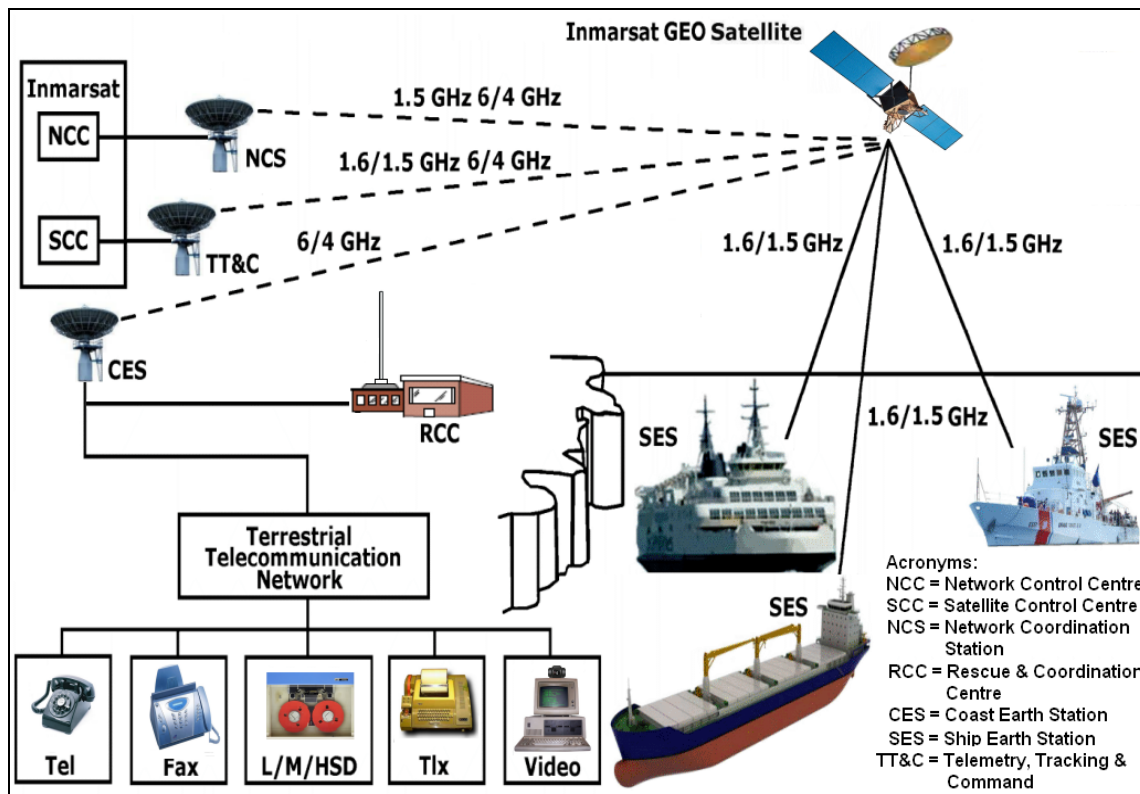 Inmarsat GEO Satellite
Inmarsat
NCC
NCS
1.5 GHz 6/4 GHz
1.6/1.5 GHz 6/4 GHz
SCC
TT&C
6/4 GHz
CES
RCC
1.6/1.5 GHz
1.6/1.5 GHz
1.6/1.5 GHz
SES
SES
SES
Terrestrial
Telecommunication
Network
Tel
Fax
L/M/HSD
Tlx
Video
Acronyms:
NCC = Network Control Centre
SCC = Satellite Control Centre
NCS = Network Coordination
Station
RCC = Rescue & Coordination
Centre
CES = Coast Earth Station
SES = Ship Earth Station
TT&C = Telemetry, Tracking &
Command